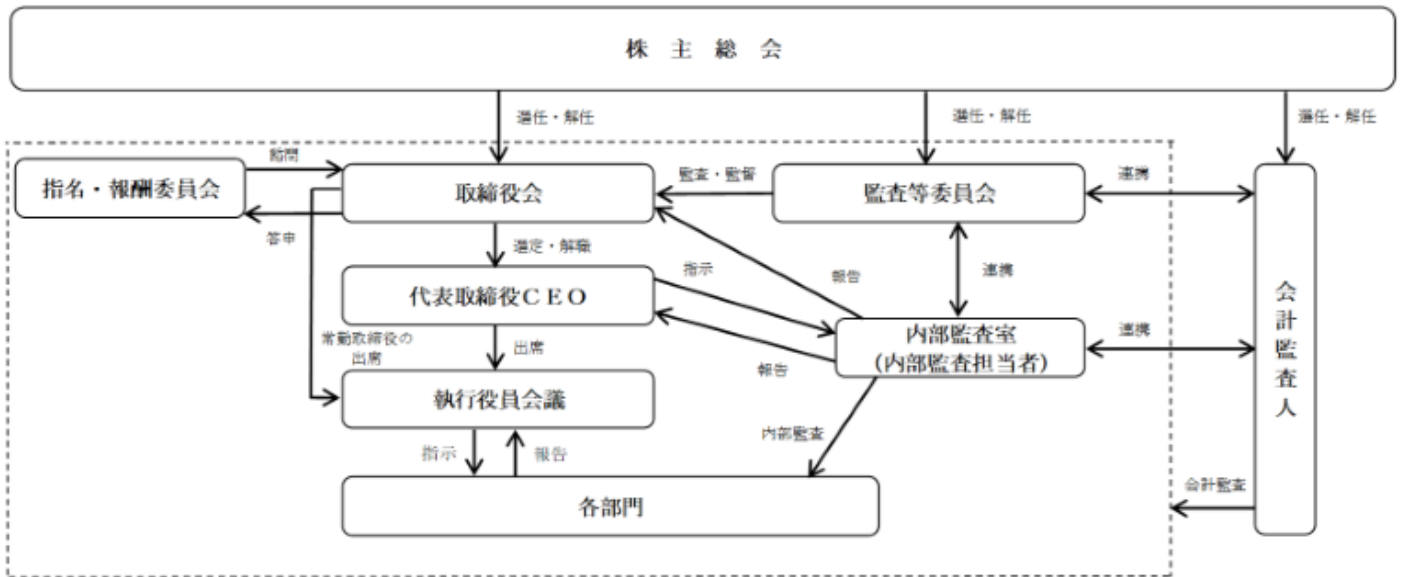 株主総会
選任・解任
選任・解任
選任・解任
諮問
指名・報酬委員会
取締役会
監査・監督
監査等委員会
連携
答申
選定・解職
指示
報告
連携
代表取締役CEO
会計監査人
常勤取締役の
出席
出席
報告
内部監査室
(内部監査担当者)
連携
執行役員会議
内部監査
指示
報告
会計監査
各部門